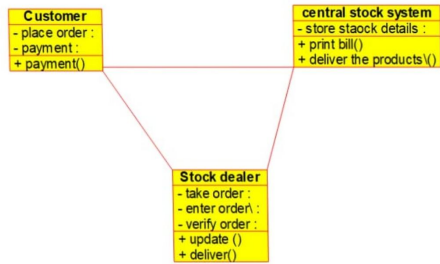 Customer
- place order :
- payment :
+ payment()
central stock system
- store staock details :
+ print bill()
+ deliver the products\()
Stock dealer
- take order :
- enter order\ :
- verify order :
+ update ()
+ deliver()